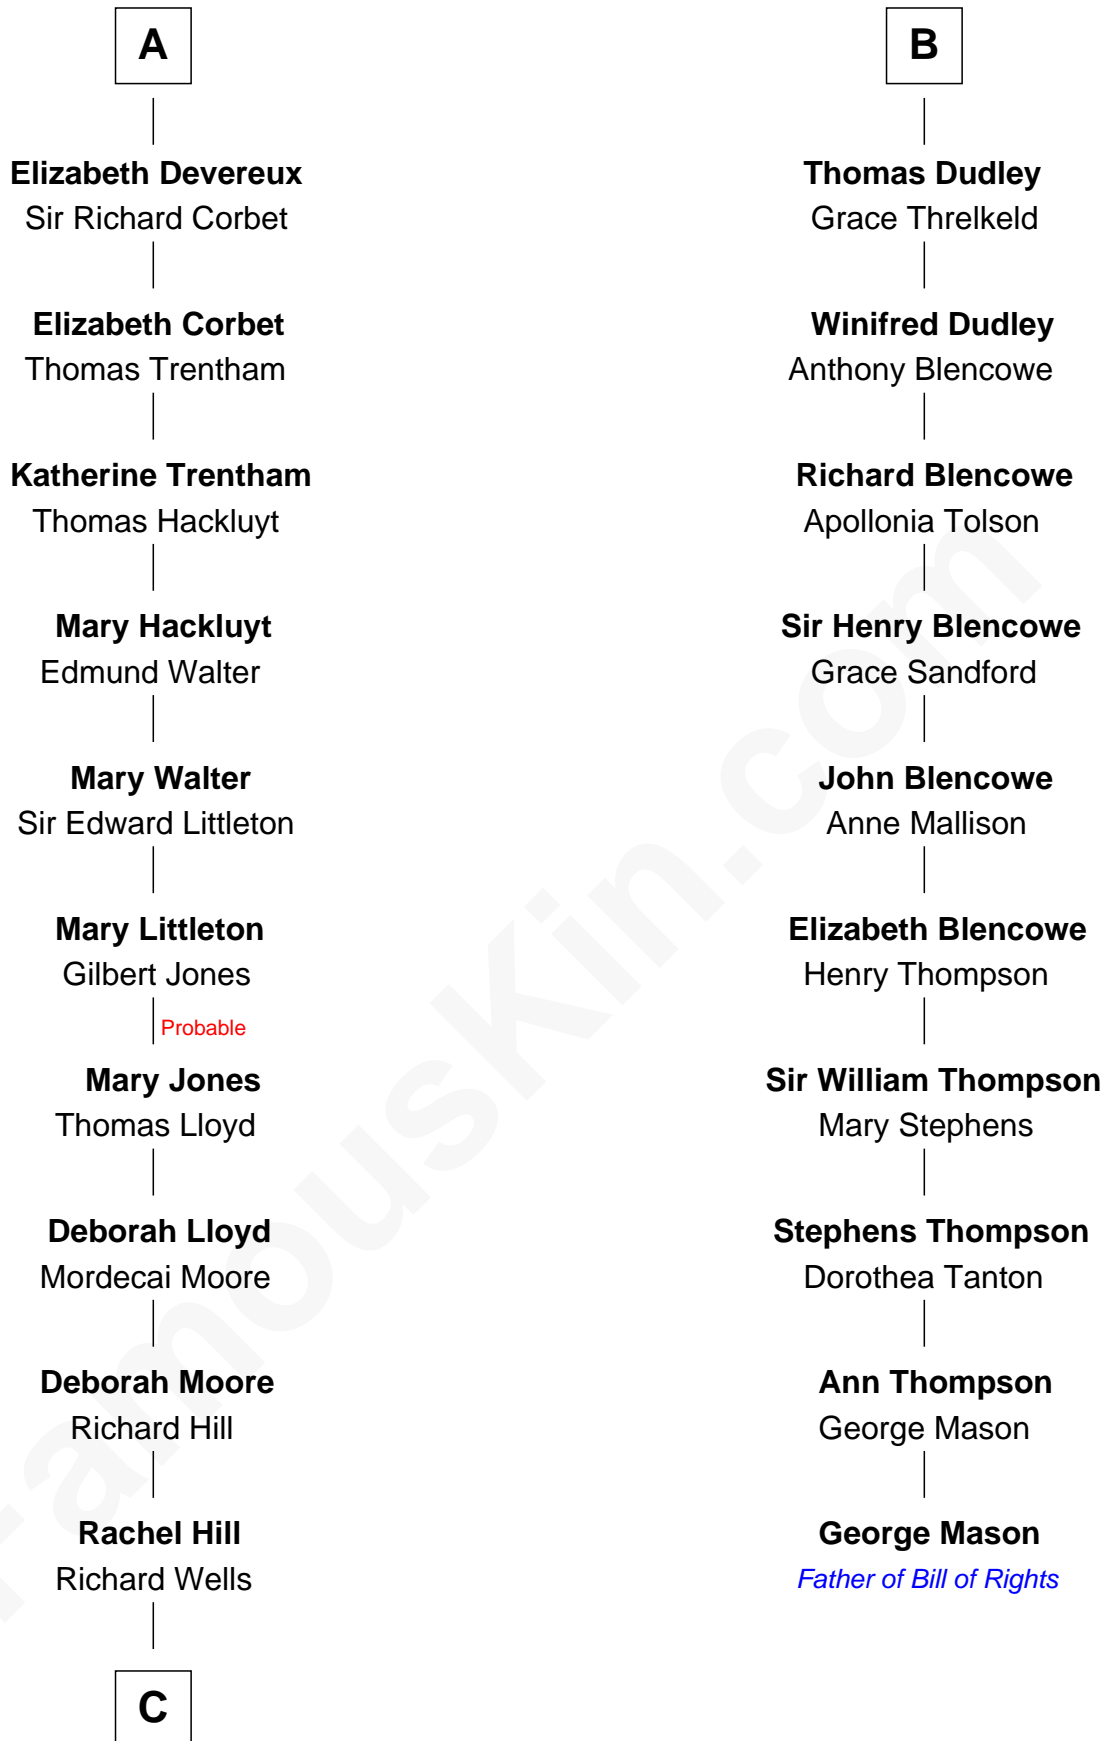 A
Elizabeth Devereux
Sir Richard Corbet
Elizabeth Corbet
Thomas Trentham
Katherine Trentham
Thomas Hackluyt
Mary Hackluyt
Edmund Walter
Mary Walter
Sir Edward Littleton
Mary Littleton
Gilbert Jones
Probable
Mary Jones
Thomas Lloyd
Deborah Lloyd
Mordecai Moore
Deborah Moore
Richard Hill
Rachel Hill
Richard Wells
C
B
Thomas Dudley
Grace Threlkeld
Winifred Dudley
Anthony Blencowe
Richard Blencowe
Apollonia Tolson
Sir Henry Blencowe
Grace Sandford
John Blencowe
Anne Mallison
Elizabeth Blencowe
Henry Thompson
Sir William Thompson
Mary Stephens
Stephens Thompson
Dorothea Tanton
Ann Thompson
George Mason
George Mason
Father of Bill of Rights
FamousKin.com